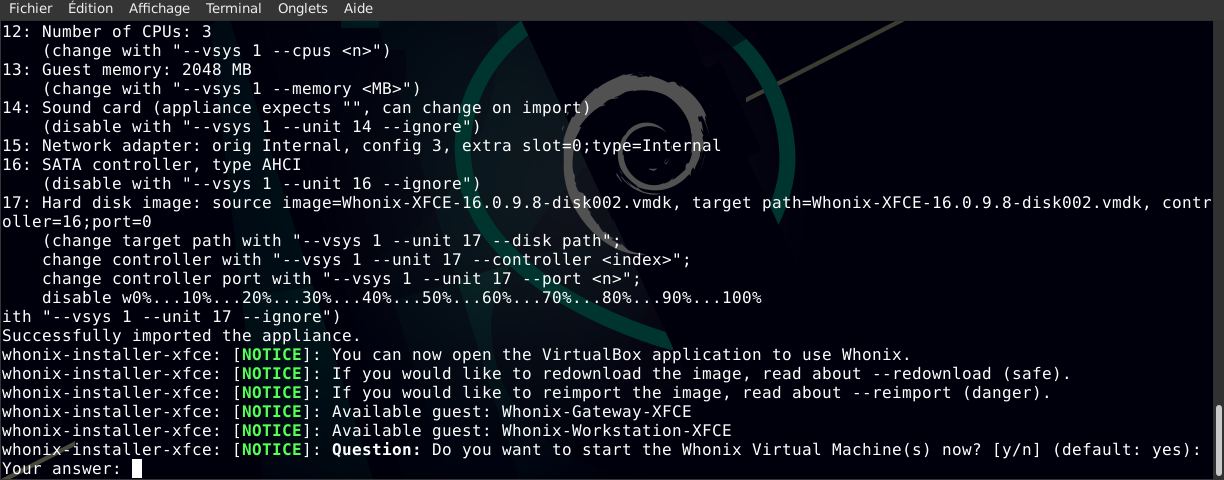 Fichier Édition Affichage Terminal Onglets Aide
12: Number of CPUs: 3
    (change with "--vsys 1 --cpus <n>")
13: Guest memory: 2048 MB
    (change with "--vsys 1 --memory <MB>")
14: Sound card (appliance expects "", can change on import)
    (disable with "--vsys 1 --unit 14 --ignore")
15: Network adapter: orig Internal, config 3, extra slot=0;type=Internal
16: SATA controller, type AHCI
    (disable with "--vsys 1 --unit 16 --ignore")
17: Hard disk image: source image=Whonix-XFCE-16.0.9.8-disk002.vmdk, target path=Whonix-XFCE-16.0.9.8-disk002.vmdk, contr
oller=16;port=0
    (change target path with "--vsys 1 --unit 17 --disk path";
    change controller with "--vsys 1 --unit 17 --controller <index>";
    change controller port with "--vsys 1 --unit 17 --port <n>";
    disable w0%...10%...20%...30%...40%...50%...60%...70%...80%...90%...100%
ith "--vsys 1 --unit 17 --ignore")
Successfully imported the appliance.
whonix-installer-xfce: [NOTICE]: You can now open the VirtualBox application to use Whonix.
whonix-installer-xfce: [NOTICE]: If you would like to redownload the image, read about --redownload (safe).
whonix-installer-xfce: [NOTICE]: If you would like to reimport the image, read about --reimport (danger).
whonix-installer-xfce: [NOTICE]: Available guest: Whonix-Gateway-XFCE
whonix-installer-xfce: [NOTICE]: Available guest: Whonix-Workstation-XFCE
whonix-installer-xfce: [NOTICE]: Question: Do you want to start the Whonix Virtual Machine(s) now? [y/n] (default: yes):
Your answer: